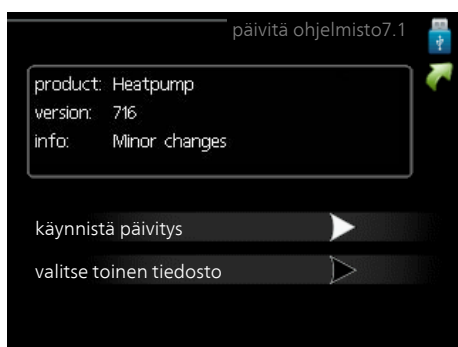 päivitä ohjelmisto7.1
product: Heatpump
version: 716
info: Minor changes
käynnistä päivitys
valitse toinen tiedosto